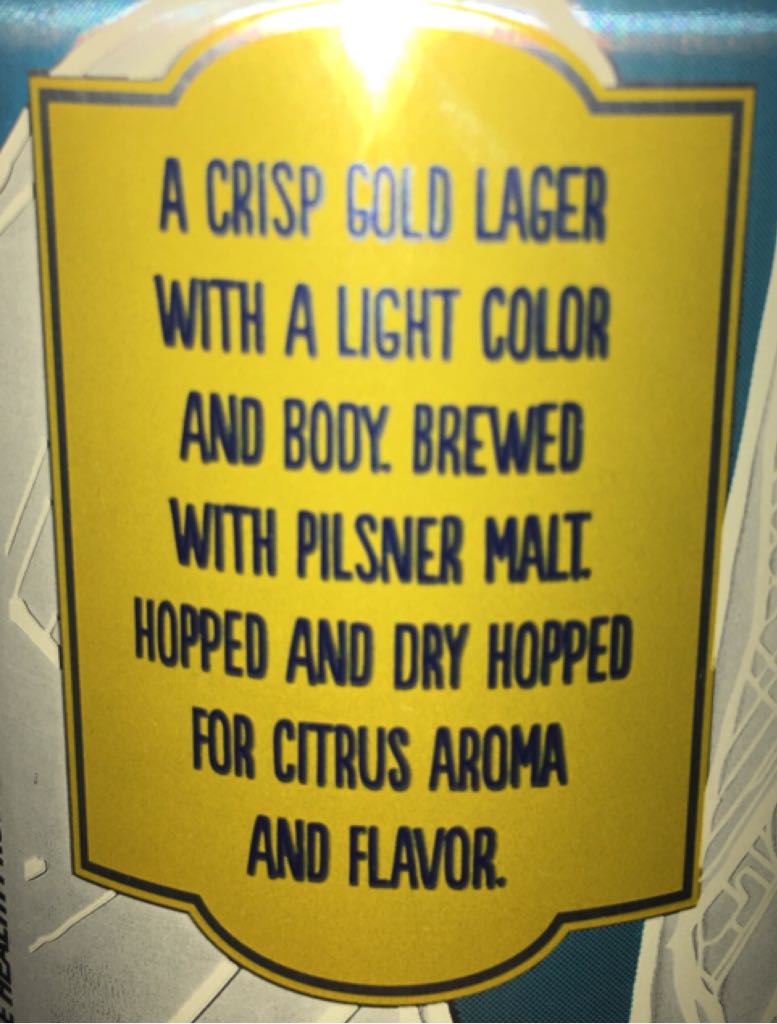 A CRISP GOLD LAGER
WITH A LIGHT COLOR
AND BODY. BREWED
WITH PILSNER MALT.
HOPPED AND DRY HOPPED
FOR CITRUS AROMA
AND FLAVOR.